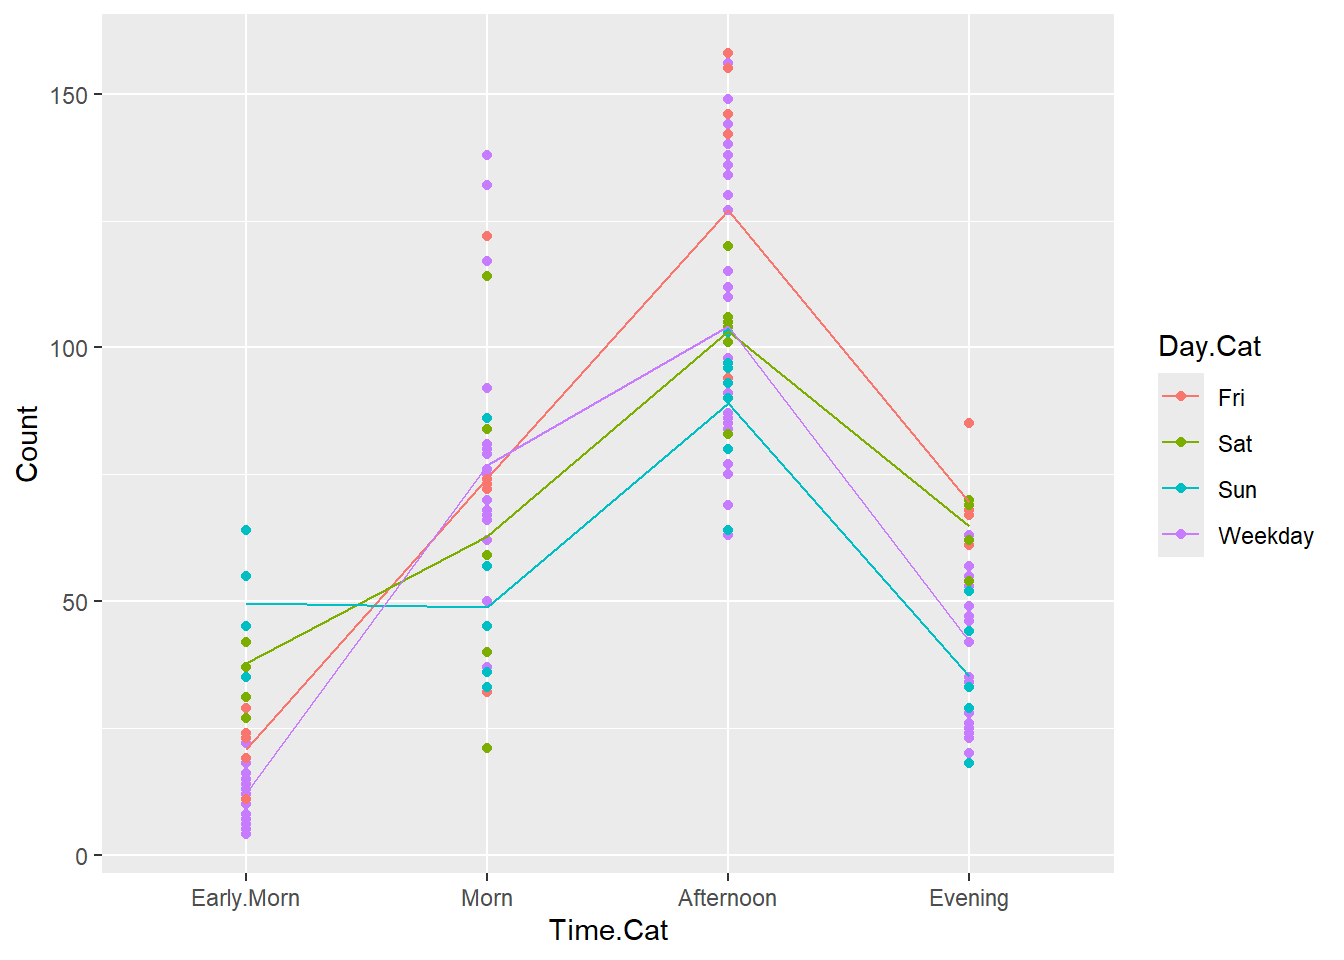 150
100
50
0
Count
Early.Morn Morn Afternoon Evening
Time.Cat
Day.Cat
Fri
Sat
Sun
Weekday